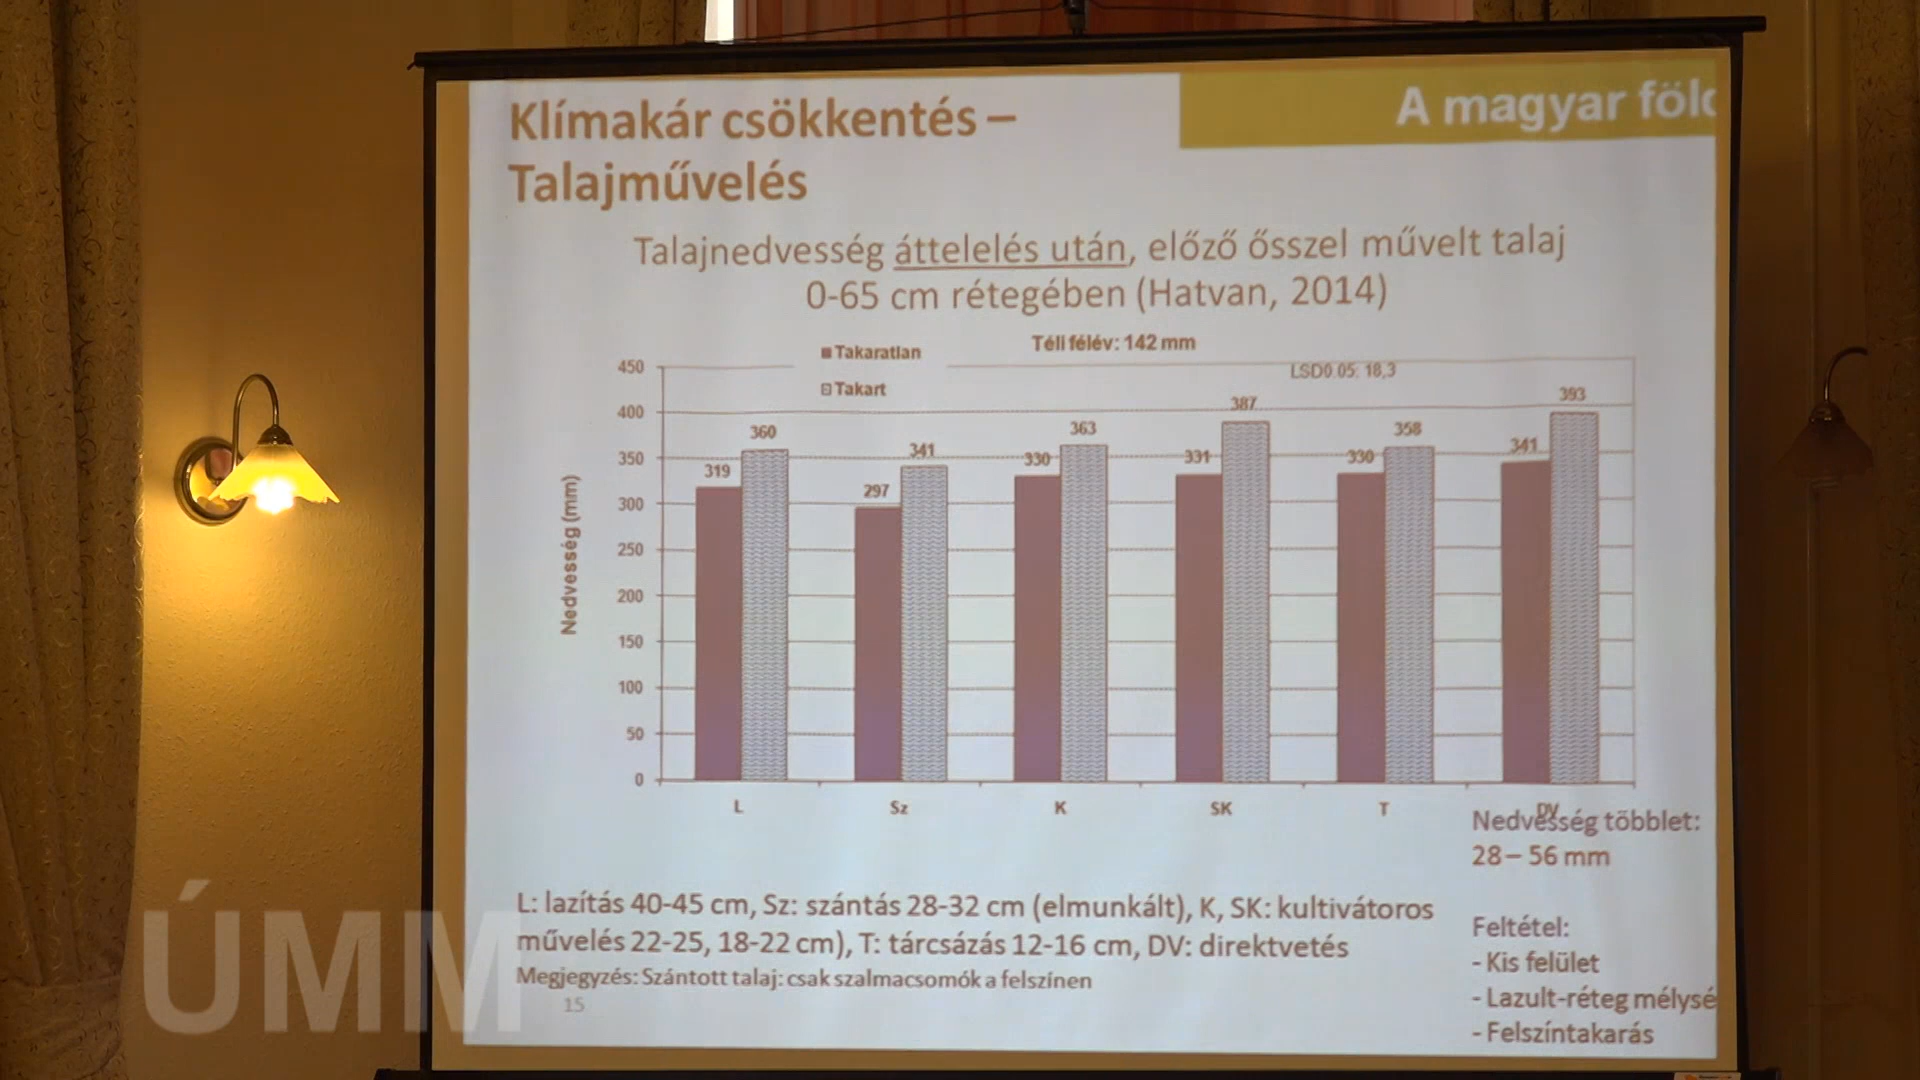 Klímakár csökkentés –
Talajművelés
A magyar föld
Talajnedvesség áttelelés után, előző ősszel művelt talaj
0-65 cm rétegében (Hatvan, 2014)
Takaratlan
Takart
Téli félév: 142 mm
LSD0.05: 18,3
Nedvesség (mm)
450
400
350
300
250
200
150
100
50
0
319 360
297 341
330 363
331 387
330 358
341 393
L Sz K SK T DV
Nedvesség többlet:
28 – 56 mm
L: lazítás 40-45 cm, Sz: szántás 28-32 cm (elmunkált), K, SK: kultivátoros
művelés 22-25, 18-22 cm), T: tárcsázás 12-16 cm, DV: direktvetés
Megjegyzés: Szántott talaj: csak szalmacsomók a felszínen
15
Feltétel:
- Kis felület
- Lazult-réteg mélysé
- Felszíntakarás
ÚMM